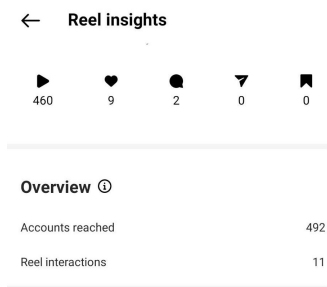 Reel insights
460 9 2 0 0
Overview
Accounts reached 492
Reel interactions 11